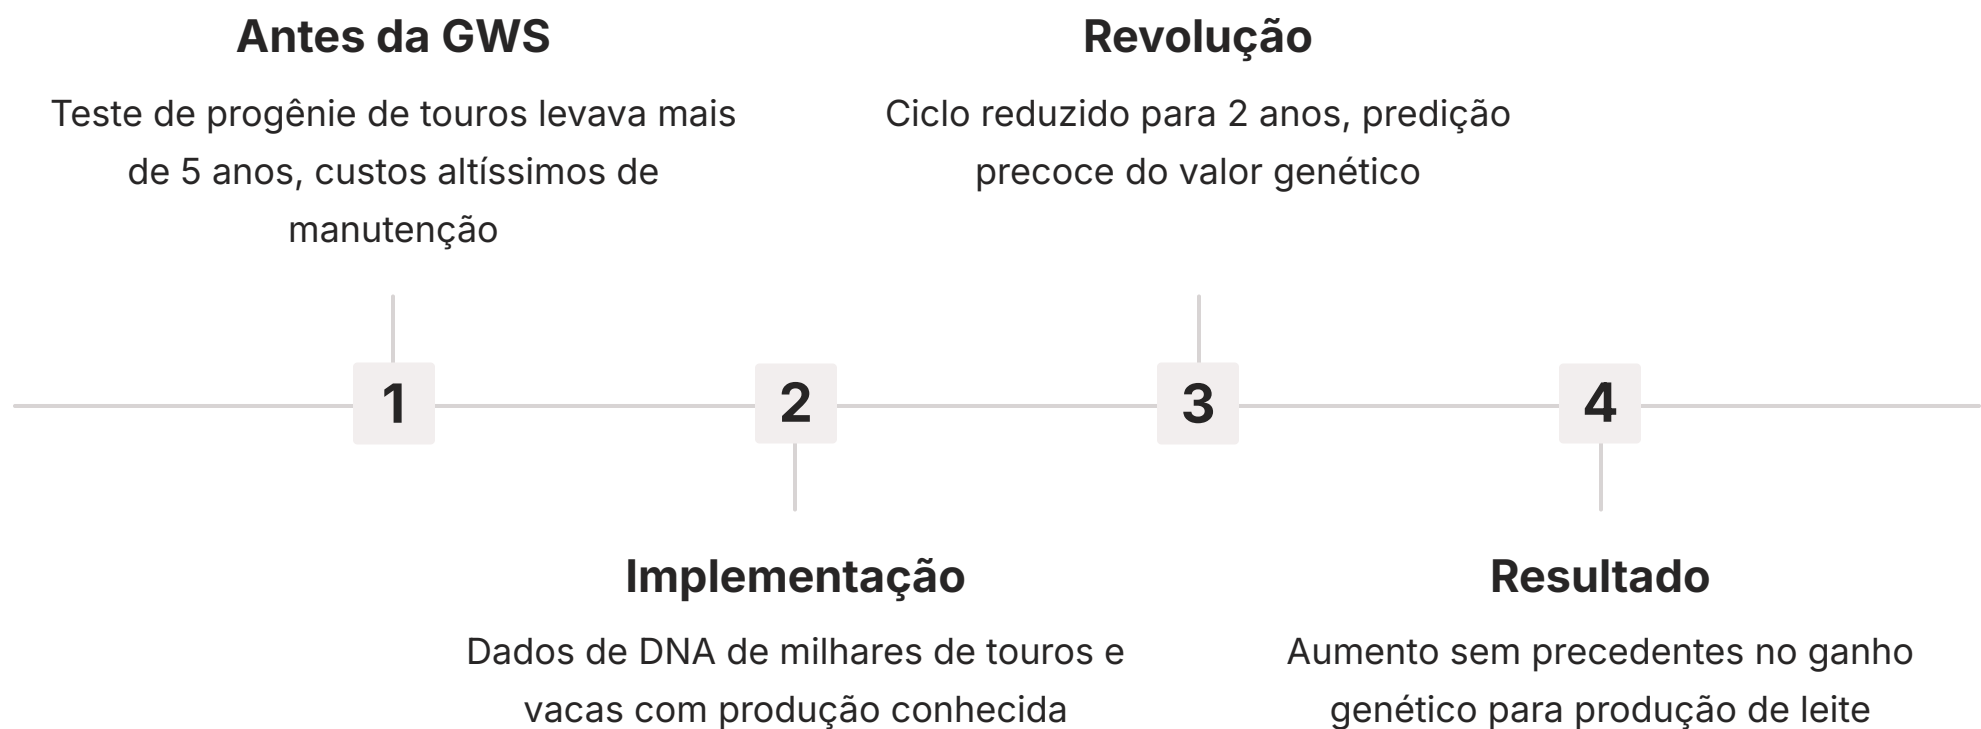 Antes da GWS
Teste de progênie de touros levava mais
de 5 anos, custos altíssimos de
manutenção
Revolução
Ciclo reduzido para 2 anos, predição
precoce do valor genético
1
2
3
4
Implementação
Dados de DNA de milhares de touros e
vacas com produção conhecida
Resultado
Aumento sem precedentes no ganho
genético para produção de leite